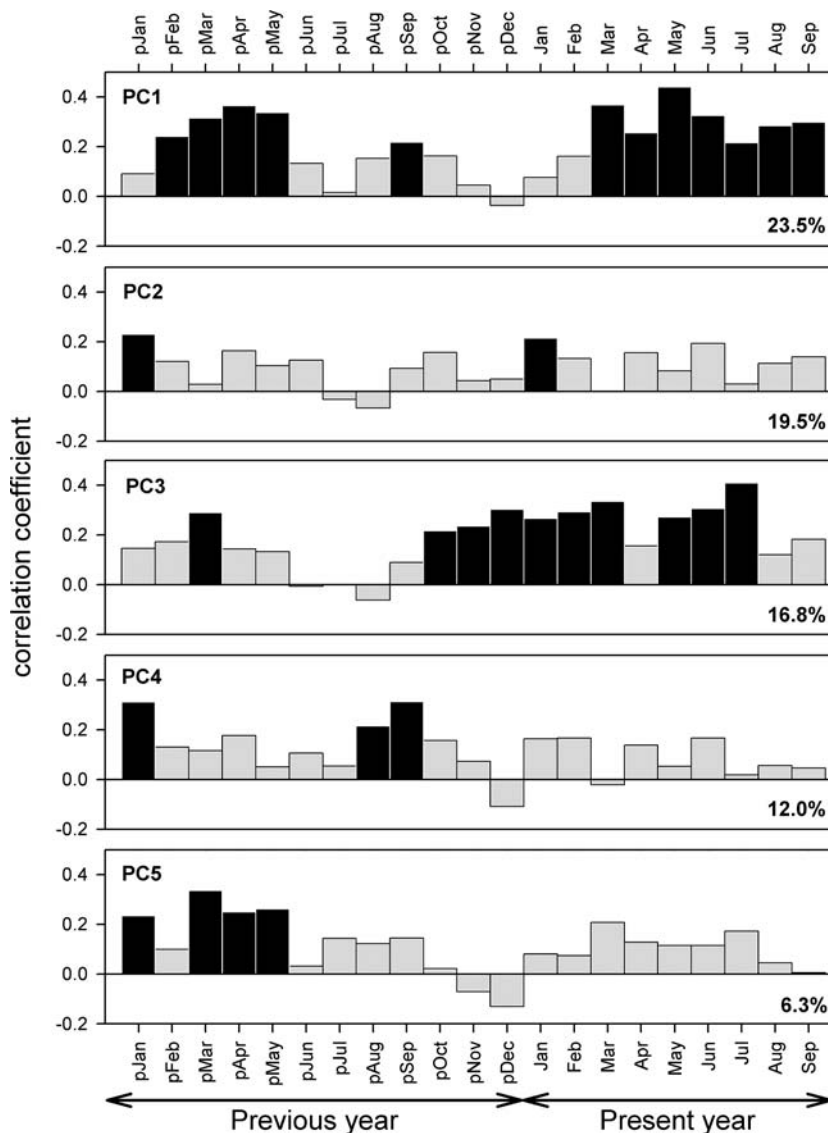 pJan pFeb pMar pApr pMay pJun pJul pAug pSep pOct pNov pDec Jan Feb Mar Apr May Jun Jul Aug Sep
PC1
0.4
0.2
0.0
-0.2
23.5%
PC2
0.4
0.2
0.0
-0.2
19.5%
correlation coefficient
PC3
0.4
0.2
0.0
-0.2
16.8%
PC4
0.4
0.2
0.0
-0.2
12.0%
PC5
0.4
0.2
0.0
-0.2
6.3%
pJan pFeb pMar pApr pMay pJun pJul pAug pSep pOct pNov pDec Jan Feb Mar Apr May Jun Jul Aug Sep
Previous year Present year